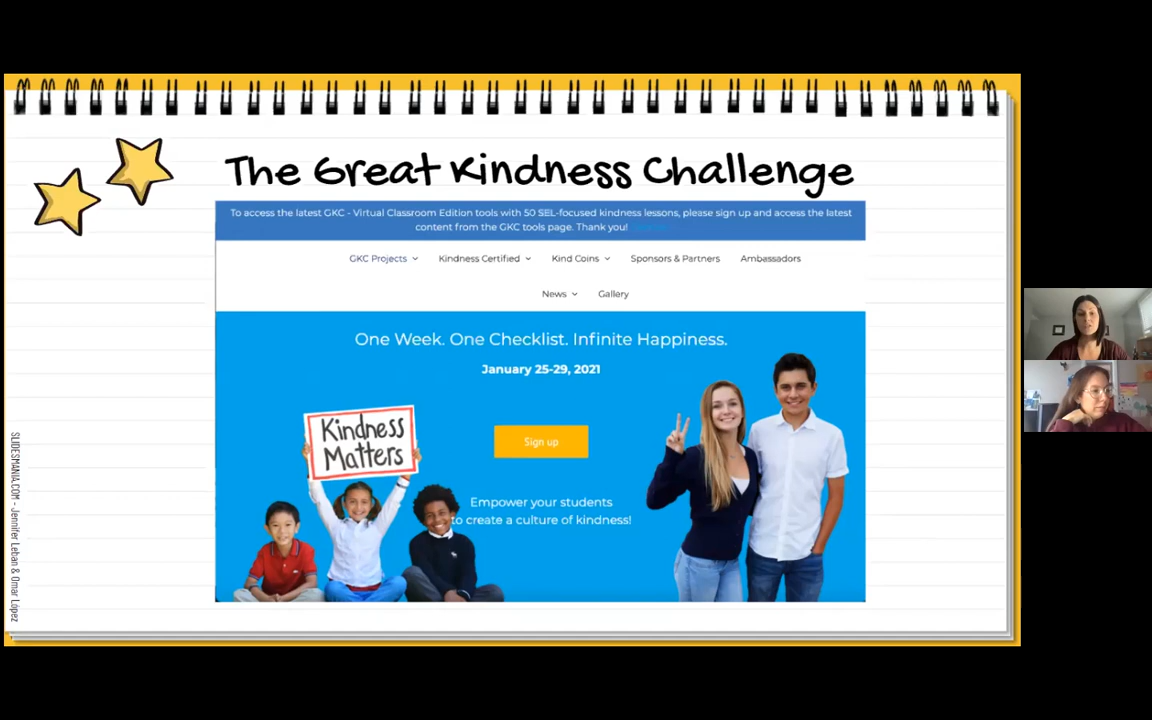 The Great Kindness Challenge
To access the latest GKC - Virtual Classroom Edition tools with 50 SEL-focused kindness lessons, please sign up and access the latest
content from the GKC tools page. Thank you!
GKC Projects
Kindness Certified
Kind Coins
Sponsors & Partners
Ambassadors
News
Gallery
One Week. One Checklist. Infinite Happiness.
January 25-29, 2021
Kindness
Matters
Sign up
Empower your students
to create a culture of kindness!
SLIDESMANIA.COM - Jennifer Leban & Omar López